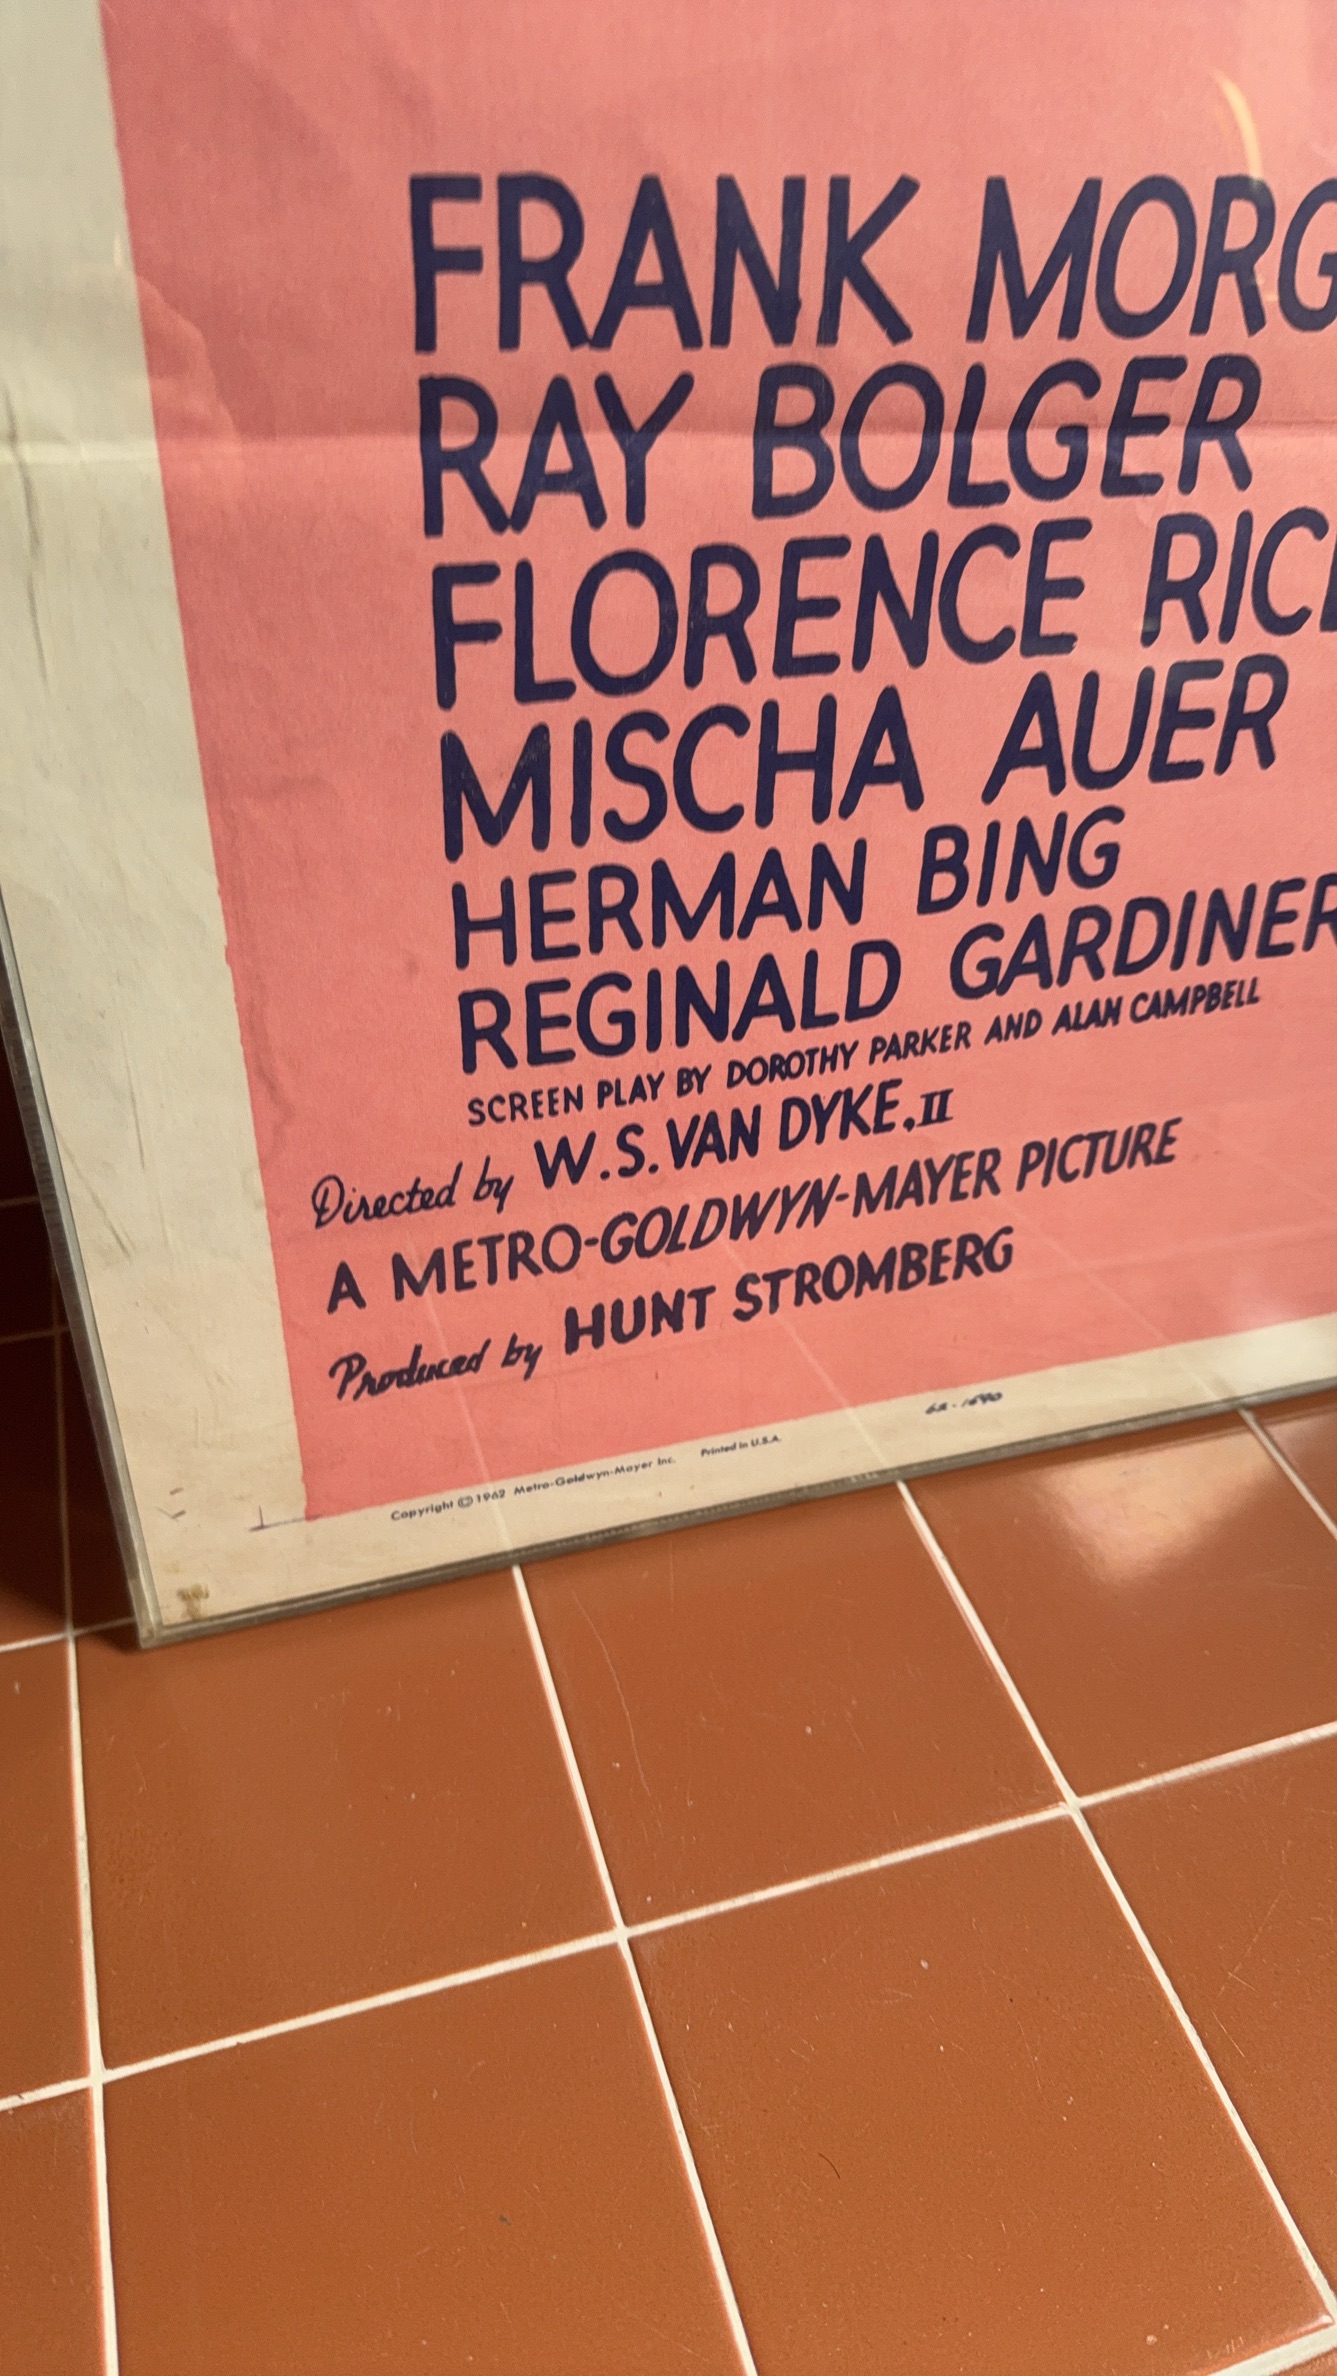 FRANK MORG
RAY BOLGER
FLORENCE RICE
MISCHA AUER
HERMAN BING
REGINALD GARDINER
SCREEN PLAY BY DOROTHY PARKER AND ALAN CAMPBELL
Directed by W.S. VAN DYKE, II
A METRO-GOLDWYN-MAYER PICTURE
Produced by HUNT STROMBERG
Copyright © 1962 Metro-Goldwyn-Mayer Inc. Printed in U.S.A.